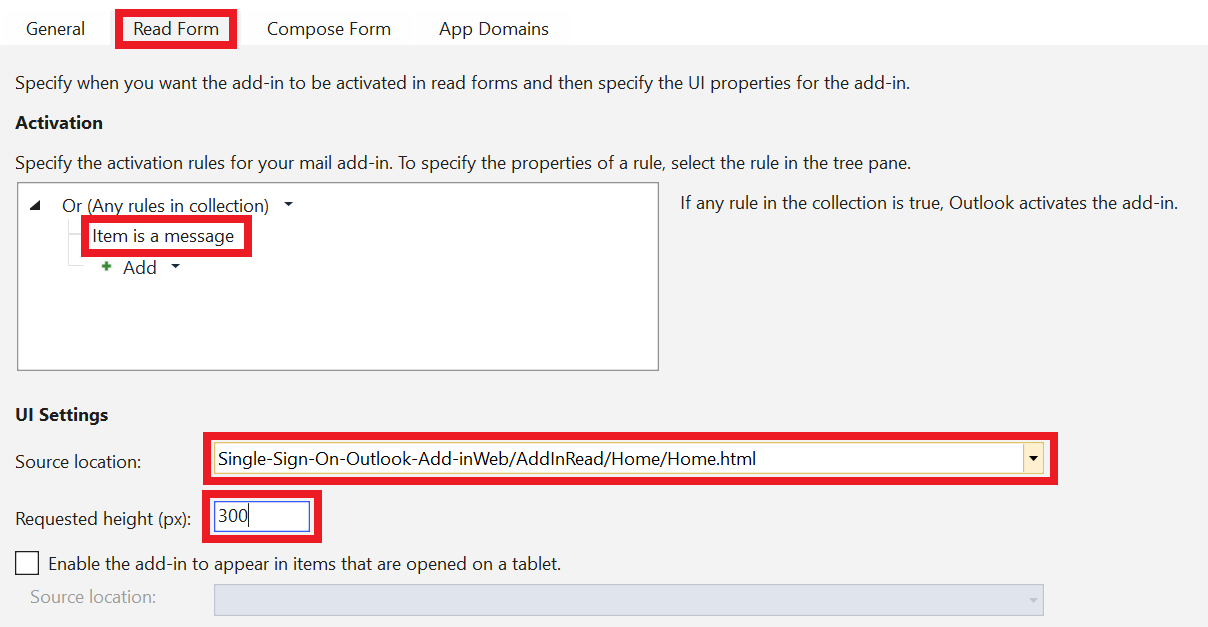 General Read Form Compose Form App Domains
Specify when you want the add-in to be activated in read forms and then specify the UI properties for the add-in.
Activation
Specify the activation rules for your mail add-in. To specify the properties of a rule, select the rule in the tree pane.
Or (Any rules in collection)
If any rule in the collection is true, Outlook activates the add-in.
Item is a message
Add
UI Settings
Source location: Single-Sign-On-Outlook-Add-inWeb/AddInRead/Home/Home.html
Requested height (px): 300
Enable the add-in to appear in items that are opened on a tablet.
Source location: